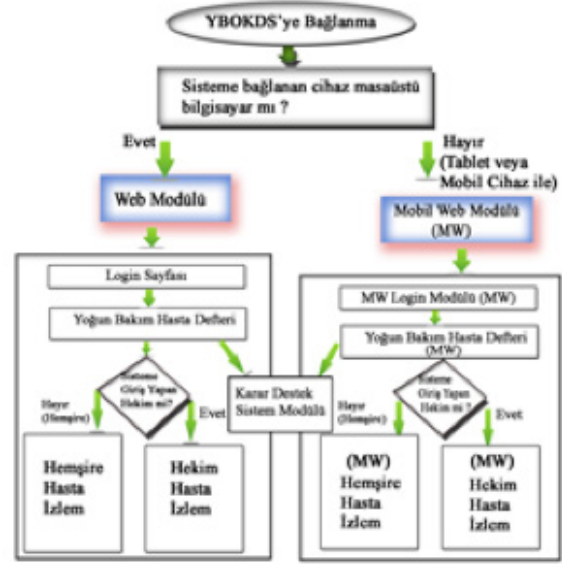 YBOKDS'ye Bağlanma
Sisteme bağlanan cihaz masaüstü
bilgisayar mı ?
Evet
Hayır
(Tablet veya
Mobil Cihaz ile)
Web Modülü
Mobil Web Modülü
(MW)
Login Sayfası
Yoğun Bakım Hasta Defteri
Sisteme
Giriş Yapan
Hekim mi?
Hayır
(Hemşire)
Evet
Hemşire
Hasta
İzlem
Hekim
Hasta
İzlem
Karar Destek
Sistem Modülü
MW Login Modülü (MW)
Yoğun Bakım Hasta Defteri
(MW)
Sisteme
Giriş Yapan
Hekim mi ?
Hayır
(Hemşire)
Evet
(MW)
Hemşire
Hasta
İzlem
(MW)
Hekim
Hasta
İzlem